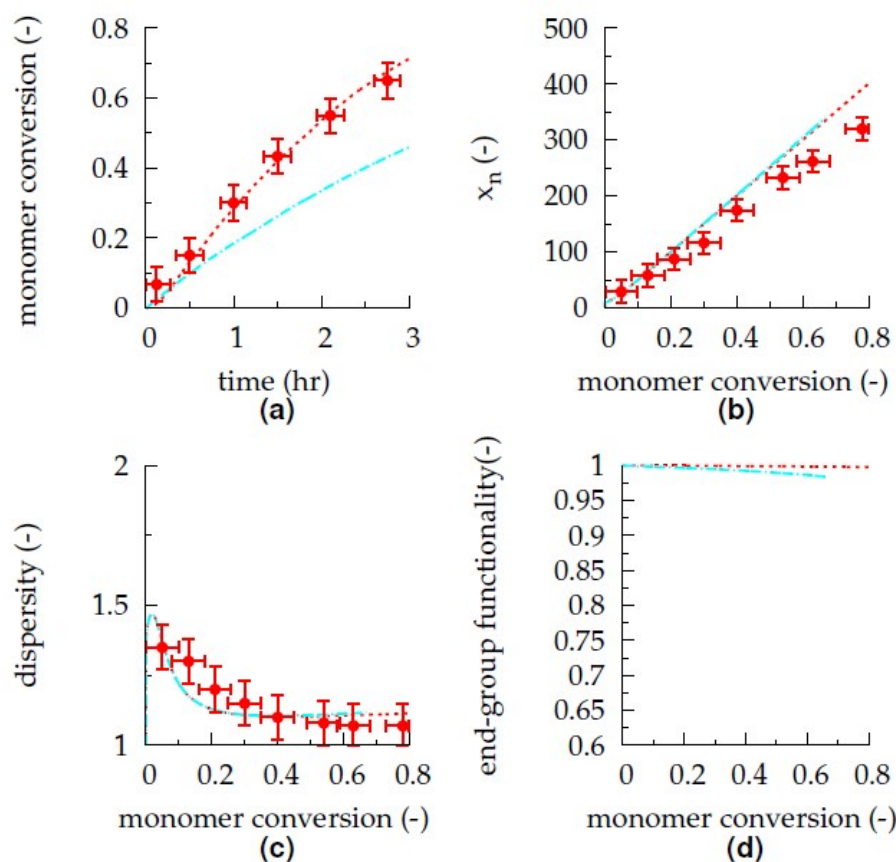 monomer conversion (-)
0.8
0.6
0.4
0.2
0
0 1 2 3
time (hr)
(a)
x_n (-)
500
400
300
200
100
0
0.0 0.2 0.4 0.6 0.8
monomer conversion (-)
(b)
dispersity (-)
2
1.5
1
0 0.2 0.4 0.6 0.8
monomer conversion (-)
(c)
end-group functionality(-)
1
0.95
0.9
0.85
0.8
0.75
0.7
0.65
0.6
0 0.2 0.4 0.6 0.8
monomer conversion (-)
(d)